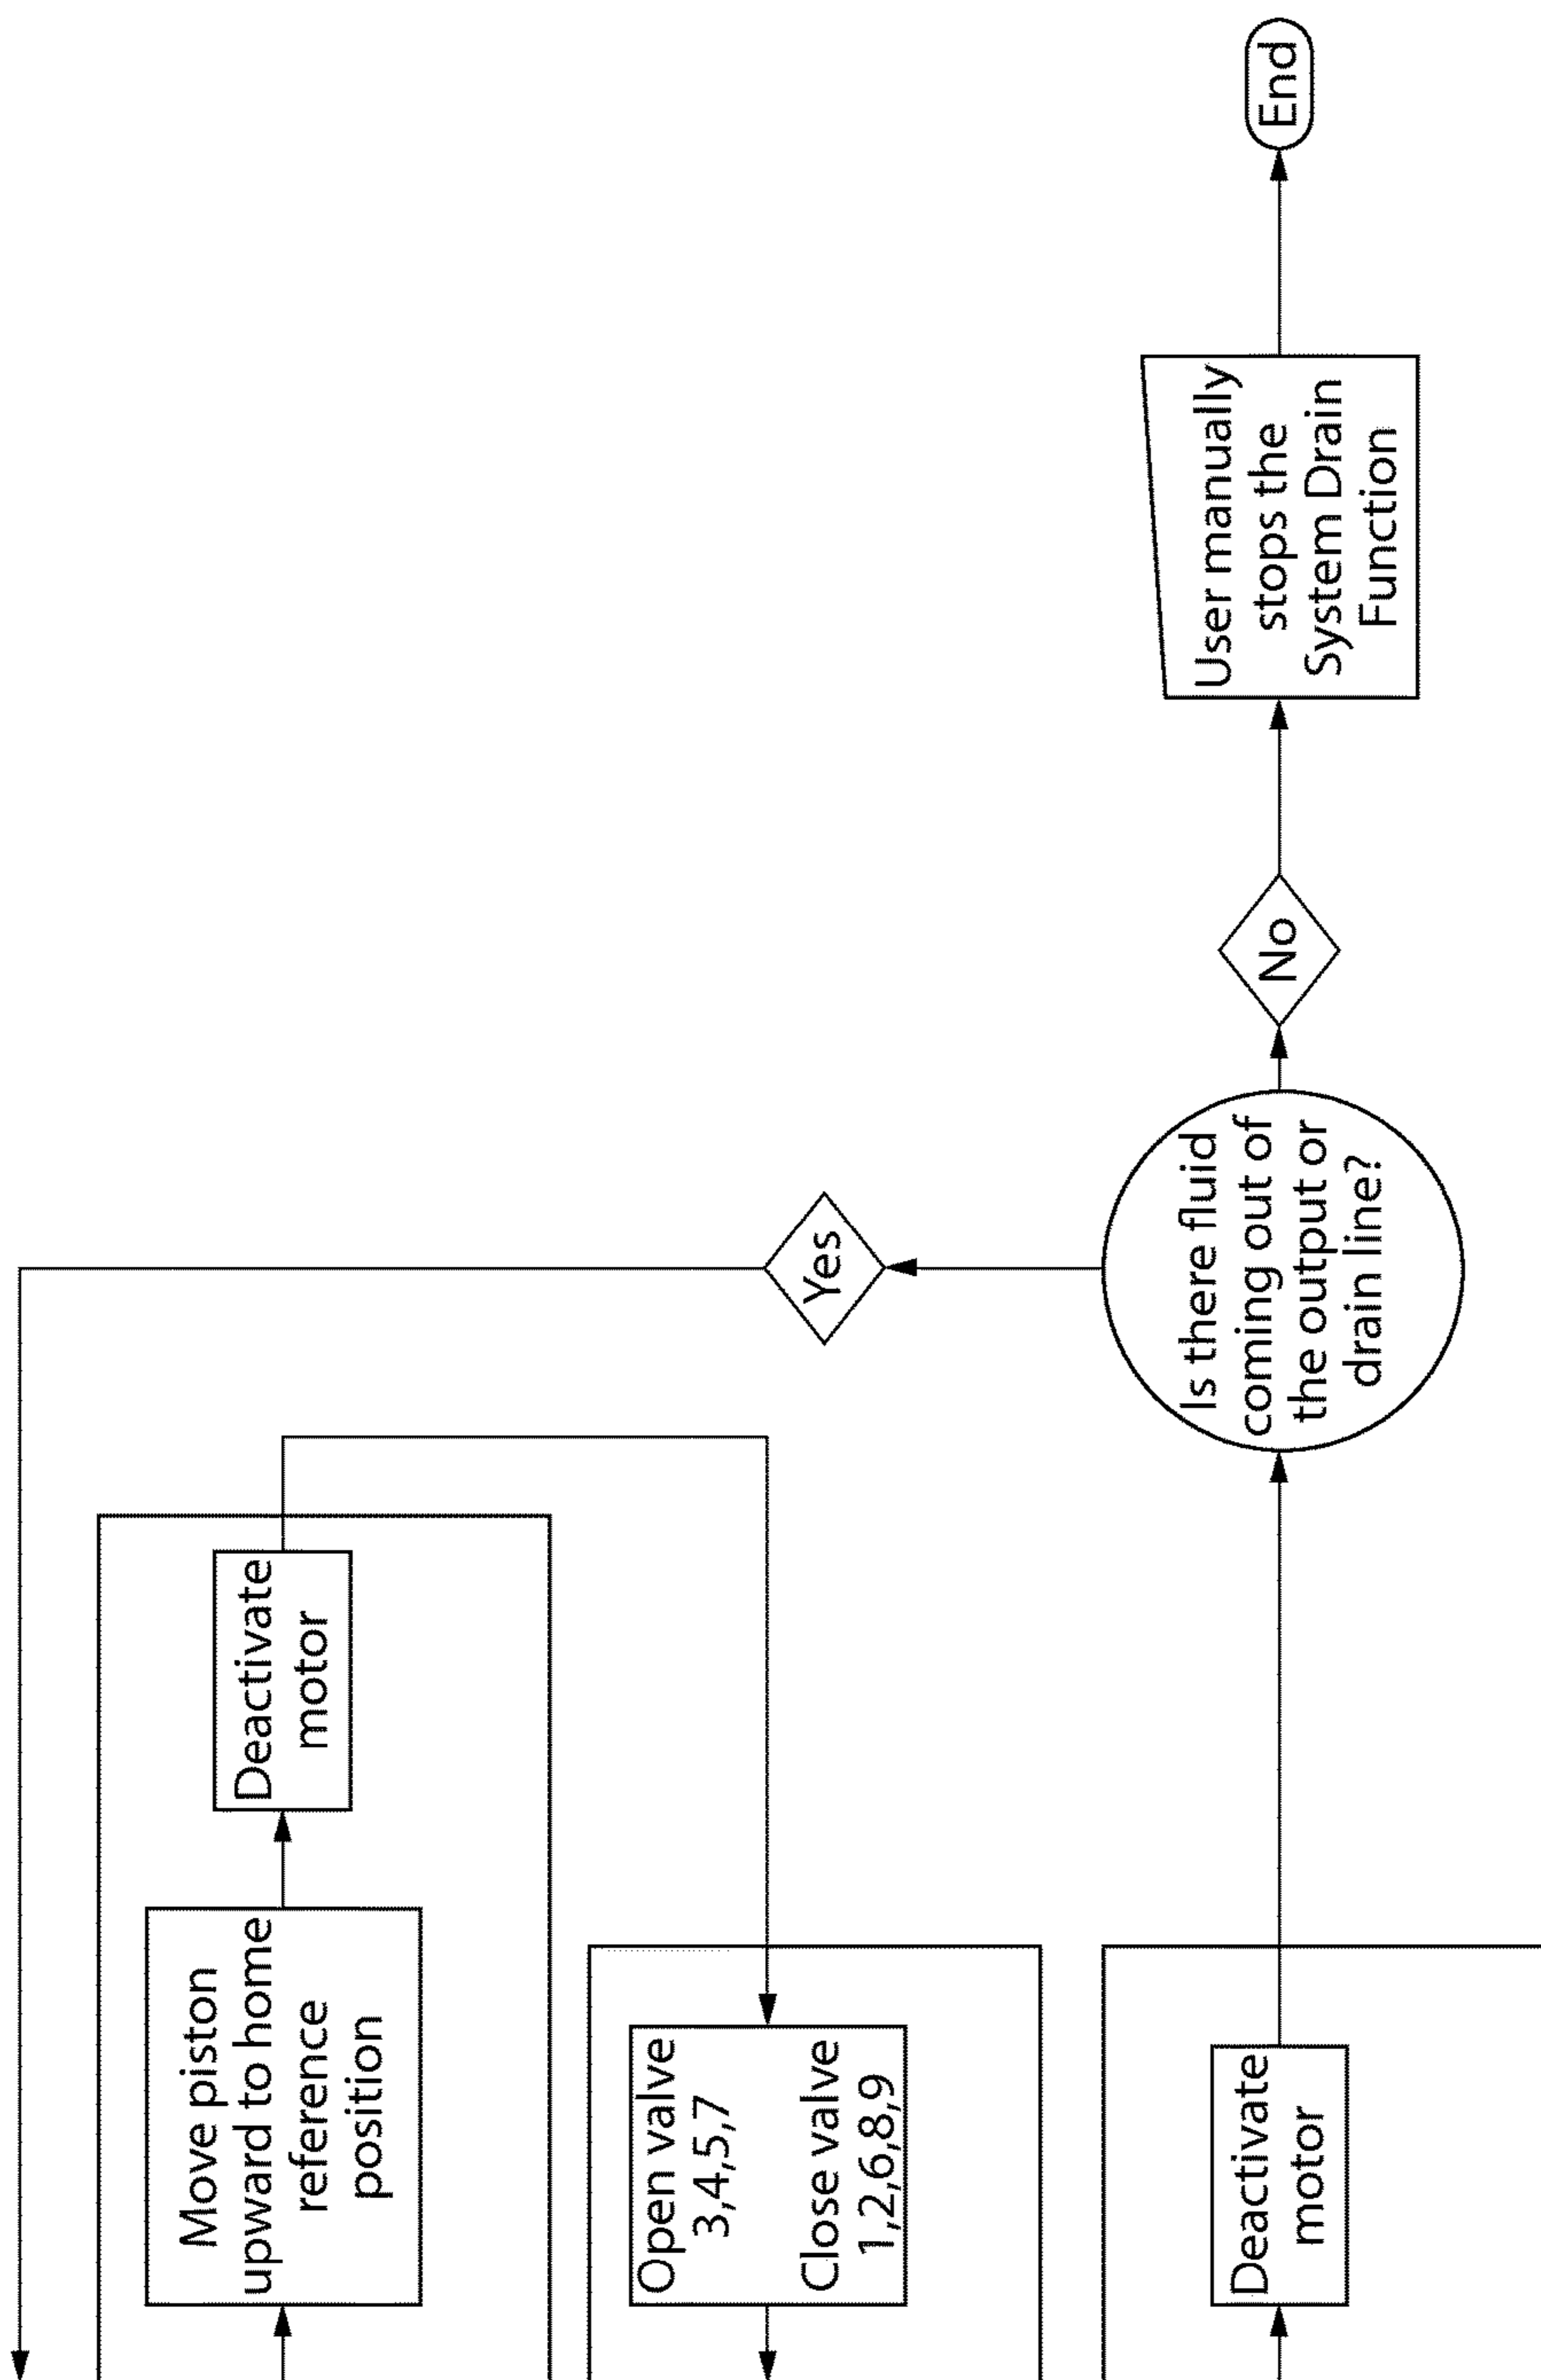 Move piston
upward to home
reference
position
Deactivate
motor
Open valve
3,4,5,7
Close valve
1,2,6,8,9
Deactivate
motor
Is there fluid
coming out of
the output or
drain line?
Yes
No
User manually
stops the
System Drain
Function
End